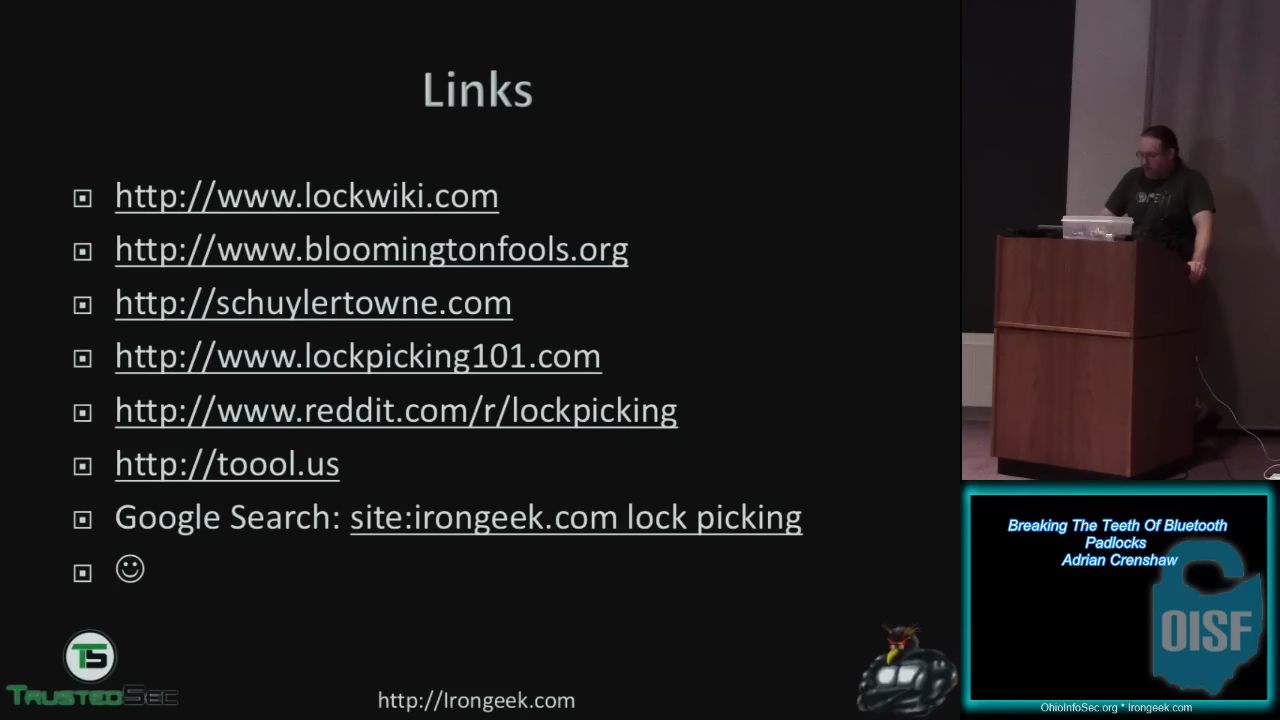 Links
http://www.lockwiki.com
http://www.bloomingtonfools.org
http://schuylertowne.com
http://www.lockpicking101.com
http://www.reddit.com/r/lockpicking
http://toool.us
Google Search: site:irongeek.com lock picking
☺
TS
TRUSTEDSEC
http://Irongeek.com
Breaking The Teeth Of Bluetooth
Padlocks
Adrian Crenshaw
OISF
OhioInfoSec.org * Irongeek.com